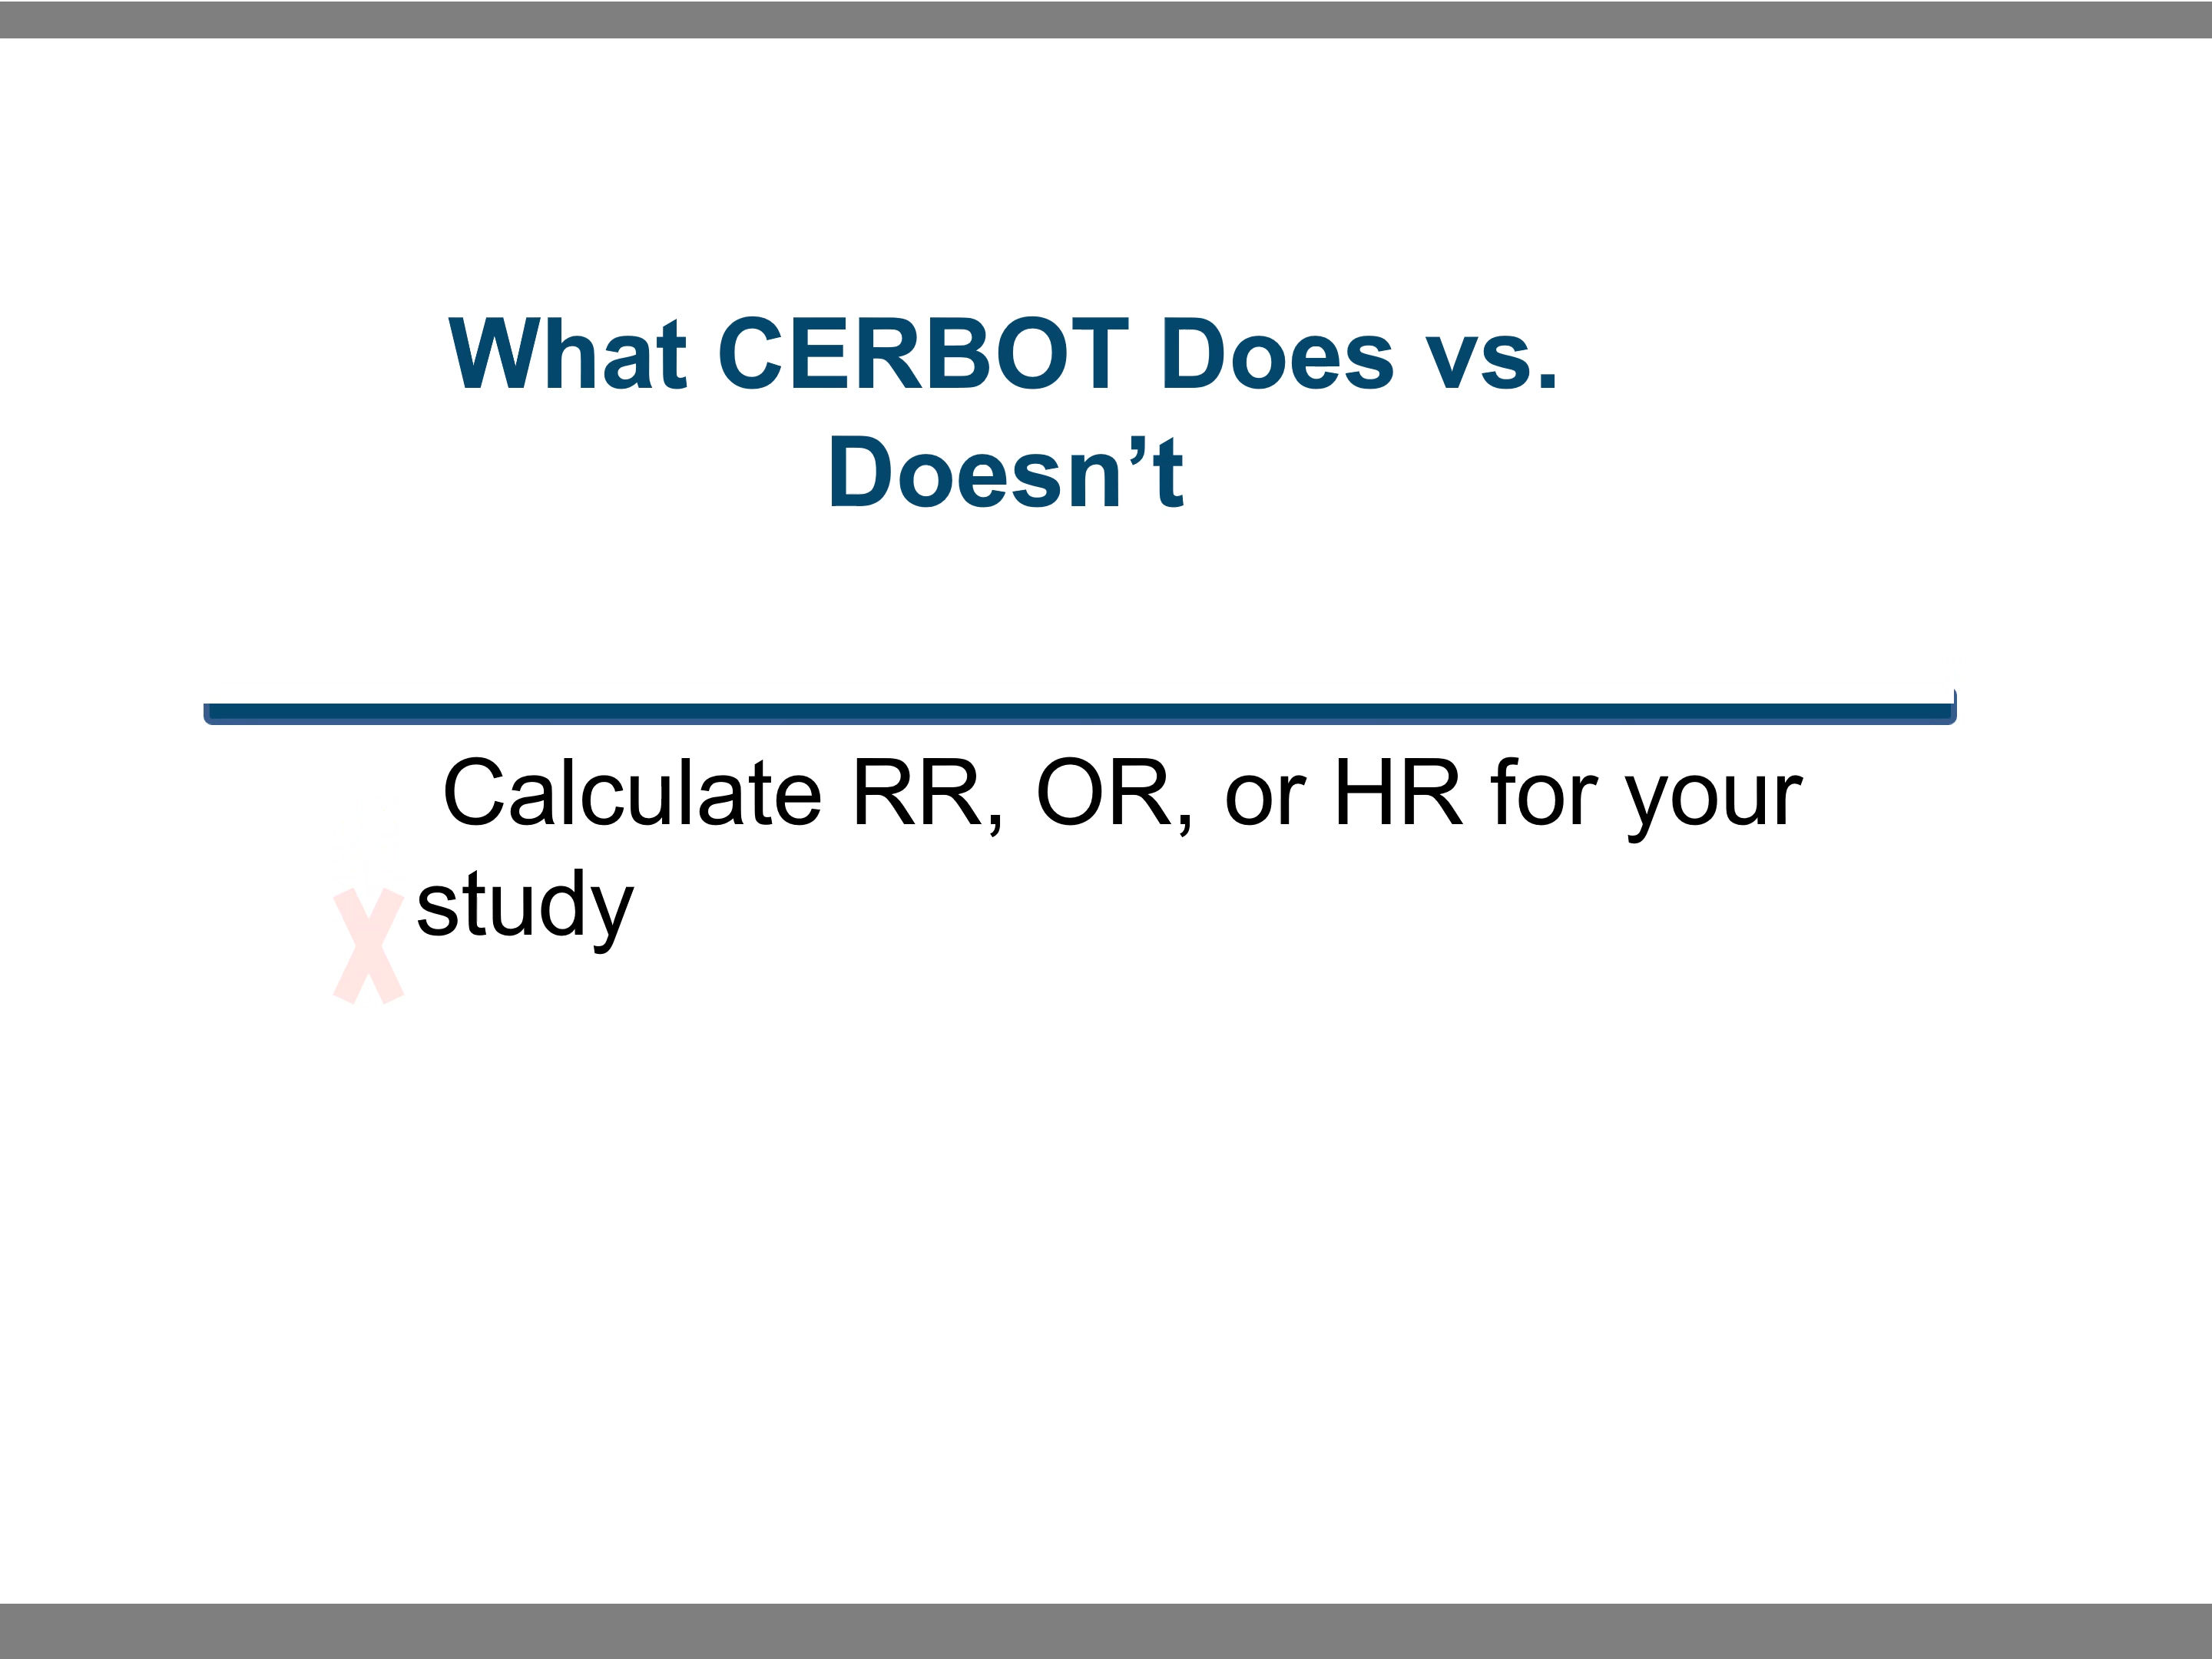 What CERBOT Does vs.
Doesn’t
Calculate RR, OR, or HR for your
study